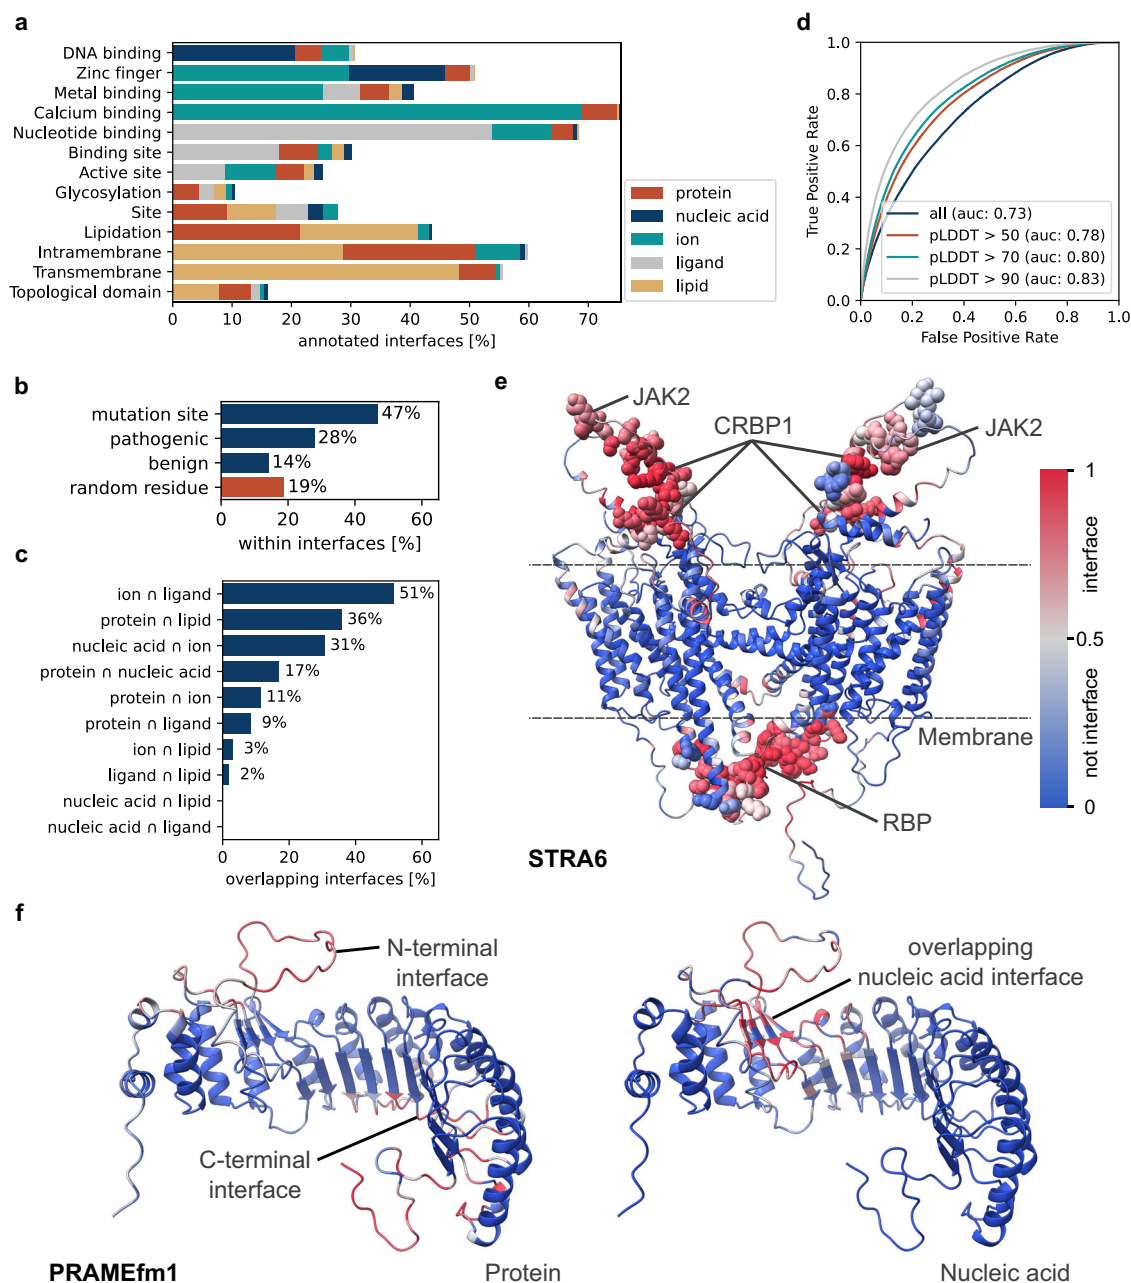 a
DNA binding
Zinc finger
Metal binding
Calcium binding
Nucleotide binding
Binding site
Active site
Glycosylation
Site
Lipidation
Intramembrane
Transmembrane
Topological domain
0 10 20 30 40 50 60 70
annotated interfaces [%]
protein
nucleic acid
ion
ligand
lipid
d
1.0
0.8
0.6
0.4
0.2
0.0
True Positive Rate
all (auc: 0.73)
pLDDT > 50 (auc: 0.78)
pLDDT > 70 (auc: 0.80)
pLDDT > 90 (auc: 0.83)
0.0 0.2 0.4 0.6 0.8 1.0
False Positive Rate
b
mutation site 47%
pathogenic 28%
benign 14%
random residue 19%
0 20 40 60
within interfaces [%]
c
ion ∩ ligand 51%
protein ∩ lipid 36%
nucleic acid ∩ ion 31%
protein ∩ nucleic acid 17%
protein ∩ ion 11%
protein ∩ ligand 9%
ion ∩ lipid 3%
ligand ∩ lipid 2%
nucleic acid ∩ lipid
nucleic acid ∩ ligand
0 20 40 60
overlapping interfaces [%]
e
JAK2
CRBP1
JAK2
Membrane
RBP
STRA6
1
0.5
0
interface
not interface
f
N-terminal
interface
C-terminal
interface
overlapping
nucleic acid interface
PRAMEfm1
Protein
Nucleic acid